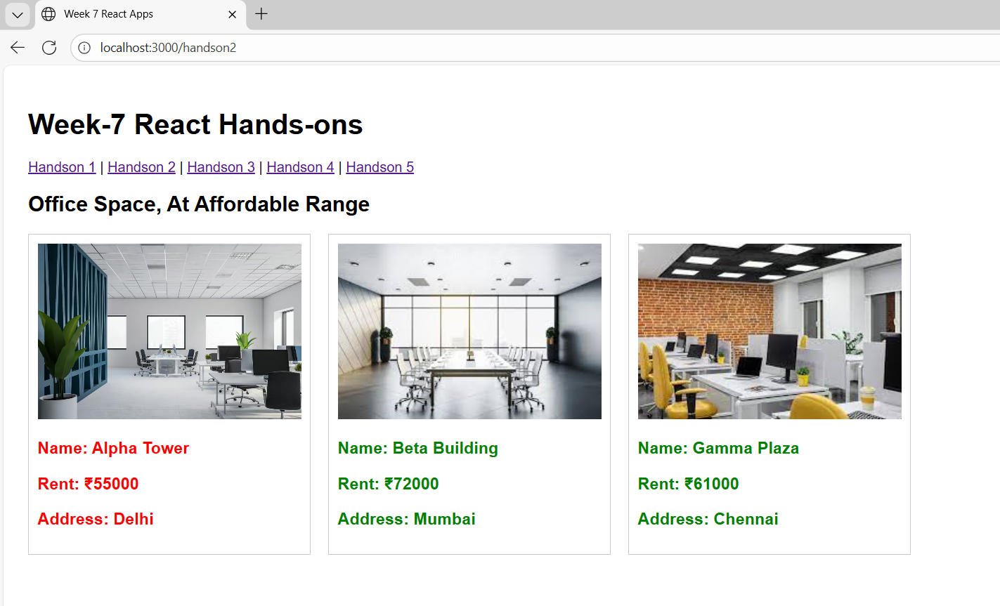 Week 7 React Apps
localhost:3000/handson2
Week-7 React Hands-ons
Handson 1 | Handson 2 | Handson 3 | Handson 4 | Handson 5
Office Space, At Affordable Range
Name: Alpha Tower
Rent: ₹55000
Address: Delhi
Name: Beta Building
Rent: ₹72000
Address: Mumbai
Name: Gamma Plaza
Rent: ₹61000
Address: Chennai